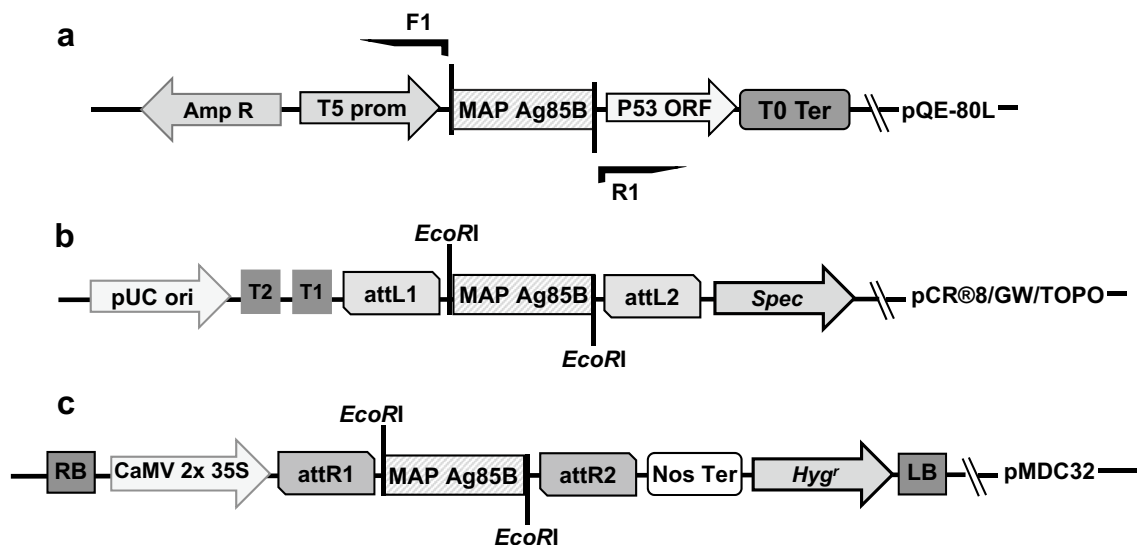 a
F1
Amp R
T5 prom
MAP Ag85B
P53 ORF
T0 Ter
pQE-80L
R1
b
EcoRI
pUC ori
T2
T1
attL1
MAP Ag85B
attL2
Spec
pCR®8/GW/TOPO
EcoRI
c
EcoRI
RB
CaMV 2x 35S
attR1
MAP Ag85B
attR2
Nos Ter
Hygʳ
LB
pMDC32
EcoRI